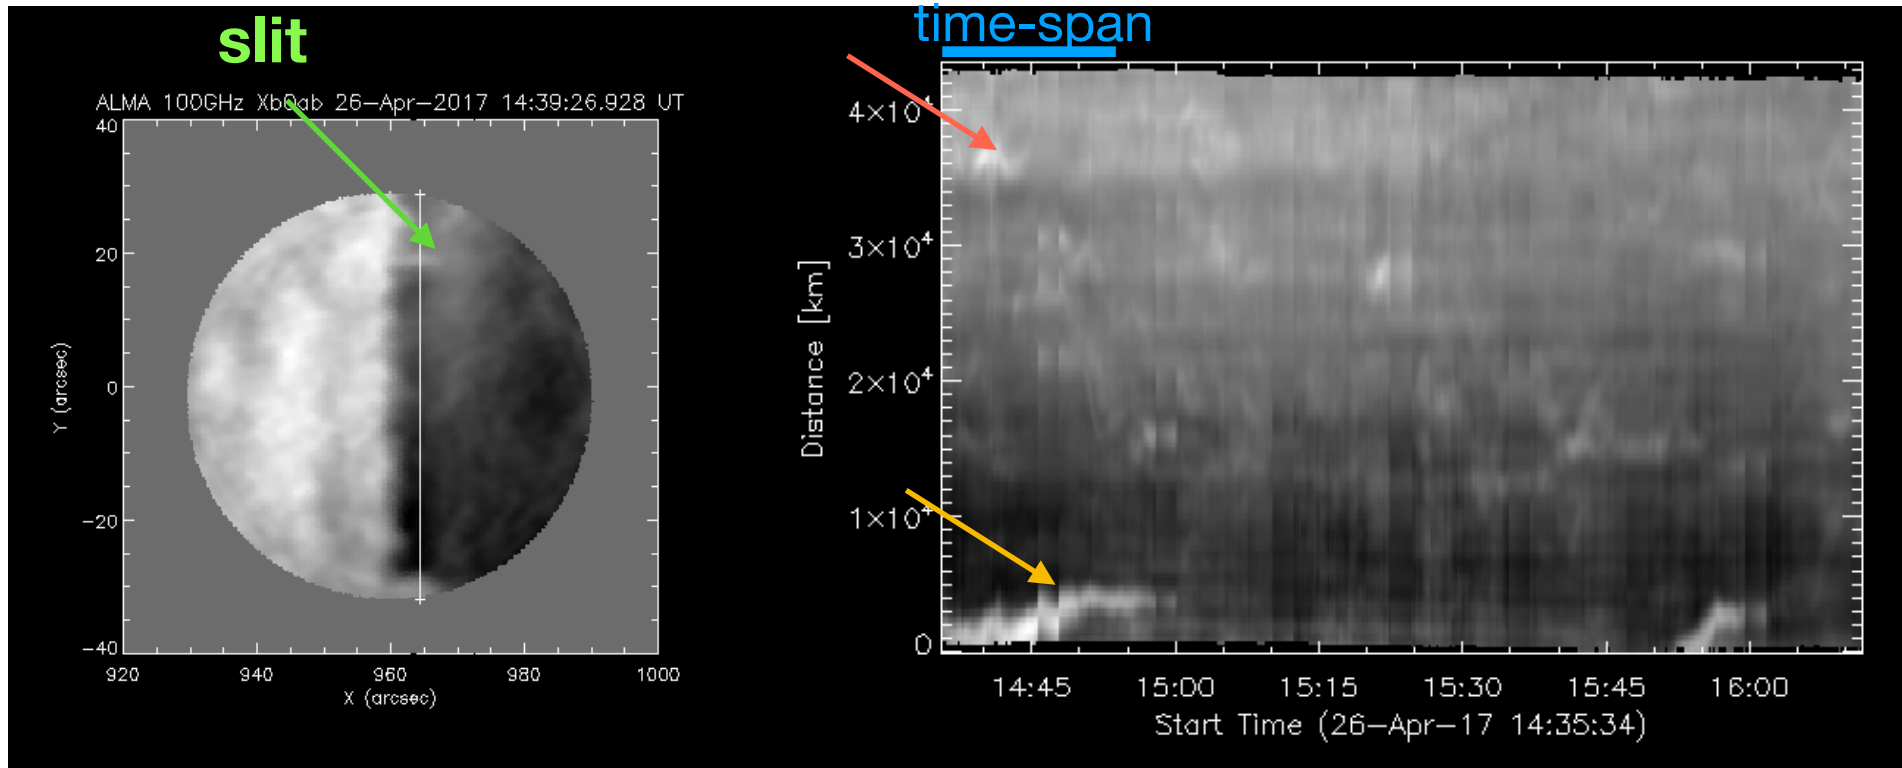 slit
time-span
ALMA 100GHz XbQab 26-Apr-2017 14:39:26.928 UT
40
20
0
-20
-40
Y (arcsec)
920 940 960 980 1000
X (arcsec)
4×10⁴
3×10⁴
2×10⁴
1×10⁴
0
Distance [km]
14:45 15:00 15:15 15:30 15:45 16:00
Start Time (26-Apr-17 14:35:34)